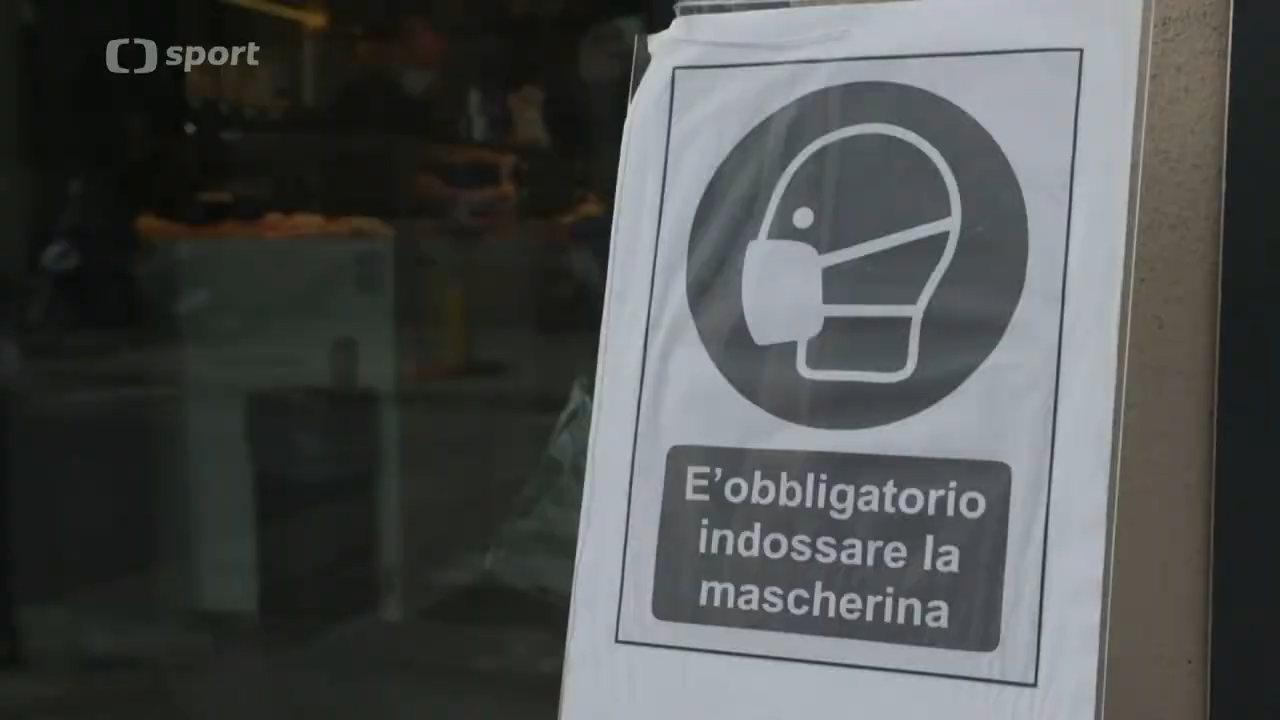 sport
E’obbligatorio
indossare la
mascherina